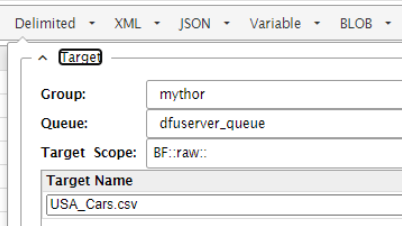 Delimited XML JSON Variable BLOB
Target
Group: mythor
Queue: dfuserver_queue
Target Scope: BF::raw::
Target Name
USA_Cars.csv